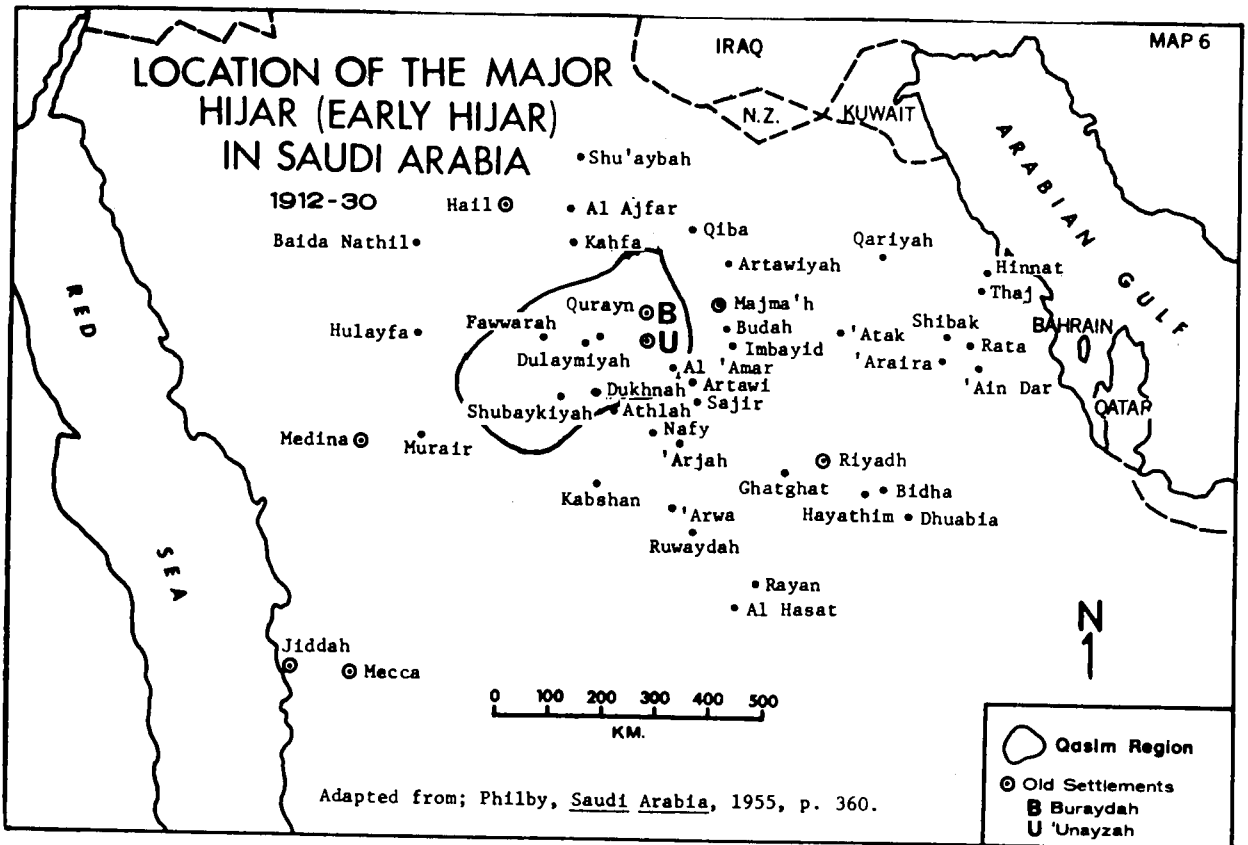 MAP 6
IRAQ
LOCATION OF THE MAJOR
HIJAR (EARLY HIJAR)
IN SAUDI ARABIA
1912-30
N.Z.
KUWAIT
ARABIAN GULF
Shu'aybah
Hail
Al Ajfar
Baida Nathil
Kahfa
Qiba
Qariyah
Artawiyah
Hinnat
Thaj
RED SEA
Qurayn
B
Majma'h
Hulayfa
Fawwarah
U
Budah
'Atak
Shibak
BAHRAIN
Dulaymiyah
Imbayid
'Araira
Rata
Al 'Amar
'Ain Dar
Dukhnah
Artawi
Shubaykiyah
Athlah
Sajir
QATAR
Medina
Murair
Nafy
'Arjah
Riyadh
Ghatghat
Bidha
Kabshan
'Arwa
Hayathim
Dhuabia
Ruwaydah
Rayan
Al Hasat
N
Jiddah
Mecca
0 100 200 300 400 500
KM.
Qasim Region
Old Settlements
B Buraydah
U 'Unayzah
Adapted from; Philby, Saudi Arabia, 1955, p. 360.